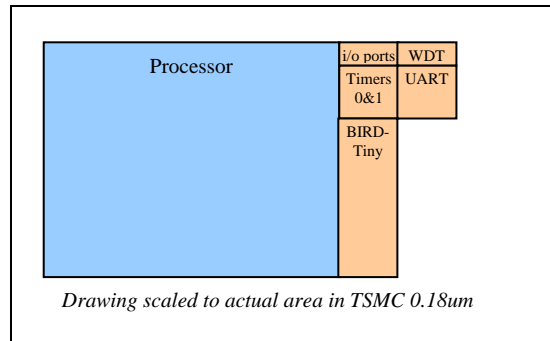 Processor
i/o ports
WDT
Timers
0&1
UART
BIRD-
Tiny
Drawing scaled to actual area in TSMC 0.18um